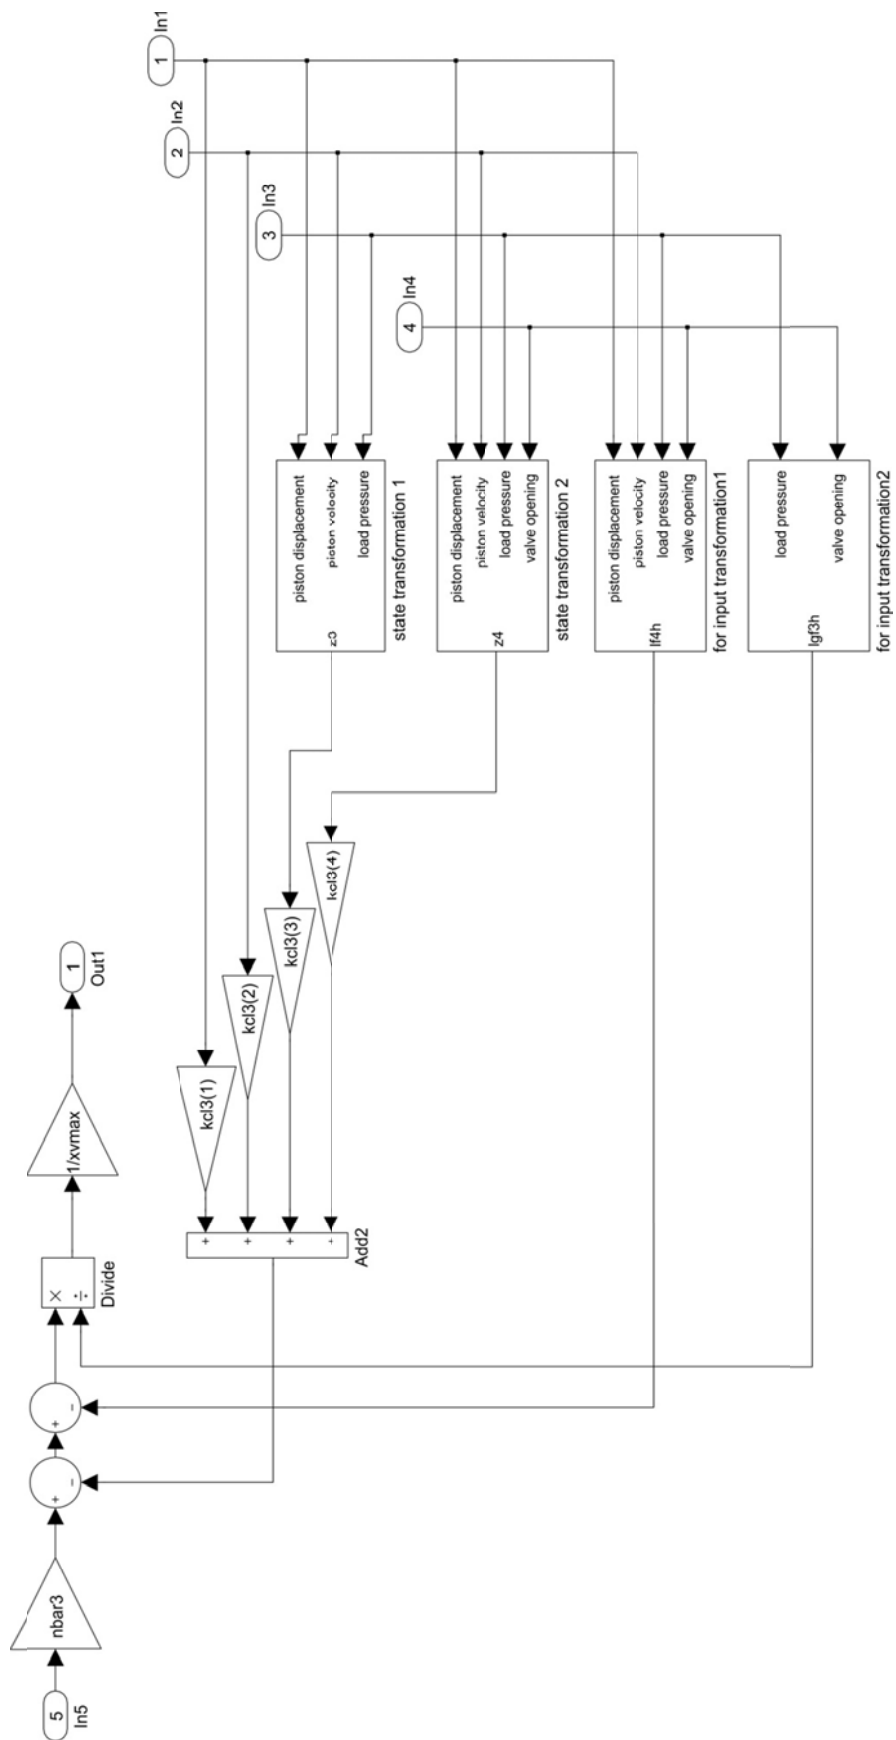 5
In5
nbar3
+
-
+
-
×
÷
Divide
1/xvmax
1
Out1
+
+
+
Add2
kcl3(1)
kcl3(2)
kcl3(3)
kcl3(4)
z3
piston displacement
piston velocity
load pressure
state transformation 1
z4
piston displacement
piston velocity
load pressure
valve opening
state transformation 2
lf4h
piston displacement
piston velocity
load pressure
valve opening
for input transformation1
lgf3h
load pressure
valve opening
for input transformation2
1
In1
2
In2
3
In3
4
In4